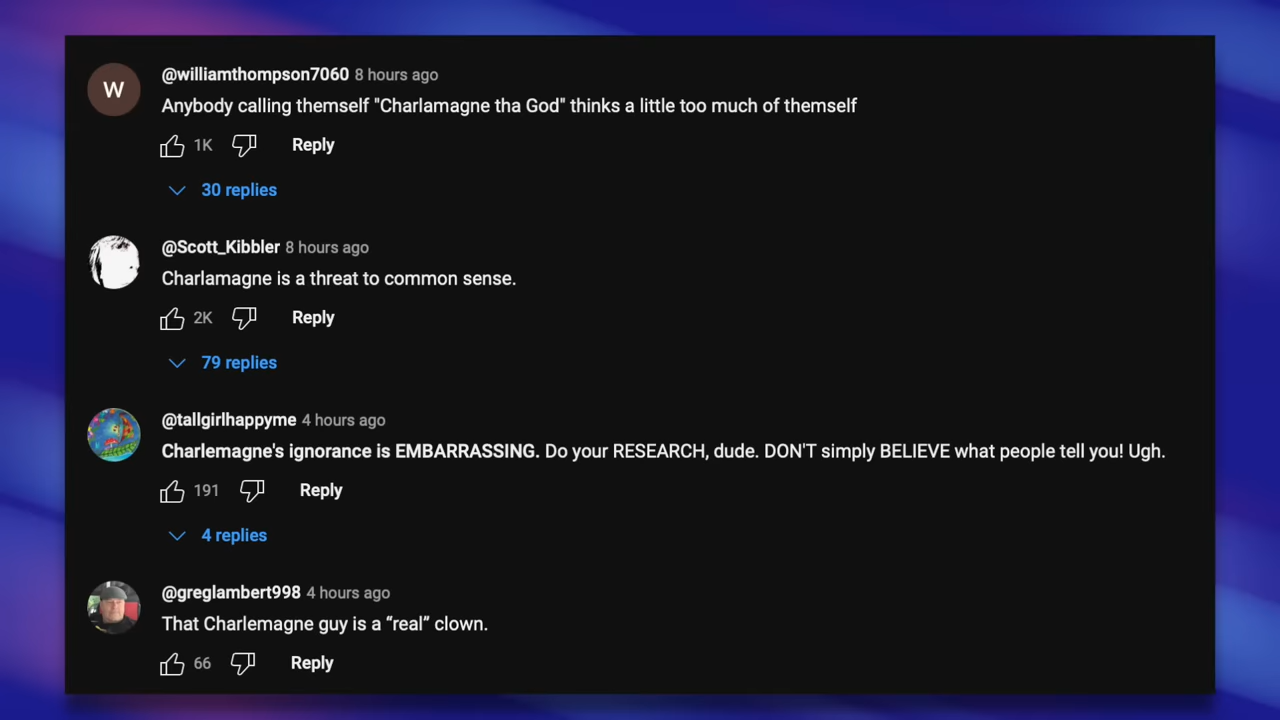 W
@williamthompson7060 8 hours ago
Anybody calling themself "Charlamagne tha God" thinks a little too much of themself
1K Reply
30 replies
@Scott_Kibbler 8 hours ago
Charlamagne is a threat to common sense.
2K Reply
79 replies
@tallgirlhappyme 4 hours ago
Charlemagne's ignorance is EMBARRASSING. Do your RESEARCH, dude. DON'T simply BELIEVE what people tell you! Ugh.
191 Reply
4 replies
@greglambert998 4 hours ago
That Charlemagne guy is a “real” clown.
66 Reply